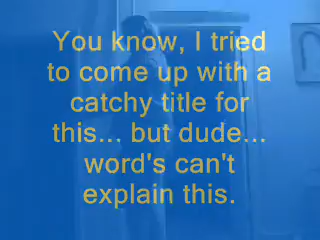 You know, I tried
to come up with a
catchy title for
this... but dude...
word's can't
explain this.